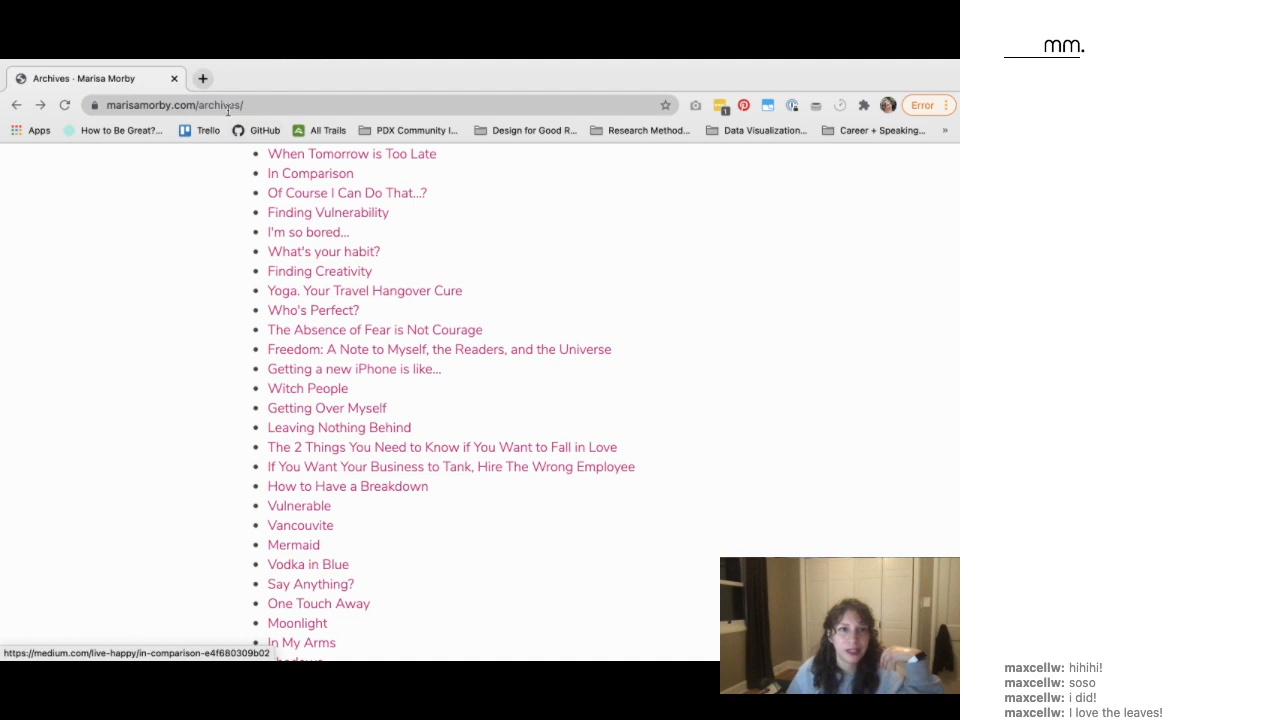 mm.
Archives · Marisa Morby
marisamorby.com/archives/
Error
Apps
How to Be Great?...
Trello
GitHub
All Trails
PDX Community I...
Design for Good R...
Research Method...
Data Visualization...
Career + Speaking...
»
When Tomorrow is Too Late
In Comparison
Of Course I Can Do That...?
Finding Vulnerability
I'm so bored...
What's your habit?
Finding Creativity
Yoga. Your Travel Hangover Cure
Who's Perfect?
The Absence of Fear is Not Courage
Freedom: A Note to Myself, the Readers, and the Universe
Getting a new iPhone is like...
Witch People
Getting Over Myself
Leaving Nothing Behind
The 2 Things You Need to Know if You Want to Fall in Love
If You Want Your Business to Tank, Hire The Wrong Employee
How to Have a Breakdown
Vulnerable
Vancouvite
Mermaid
Vodka in Blue
Say Anything?
One Touch Away
Moonlight
In My Arms
https://medium.com/live-happy/in-comparison-e4f680309b02
maxcellw: hihihi!
maxcellw: soso
maxcellw: i did!
maxcellw: I love the leaves!